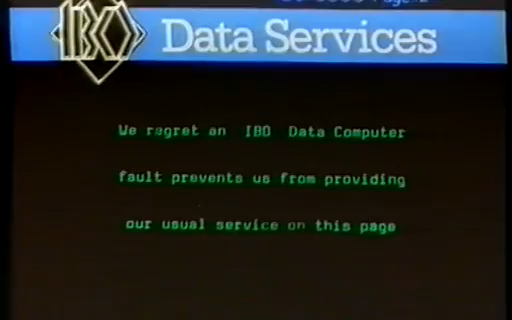 IBO Data Services
We regret an IBO Data Computer
fault prevents us from providing
our usual service on this page